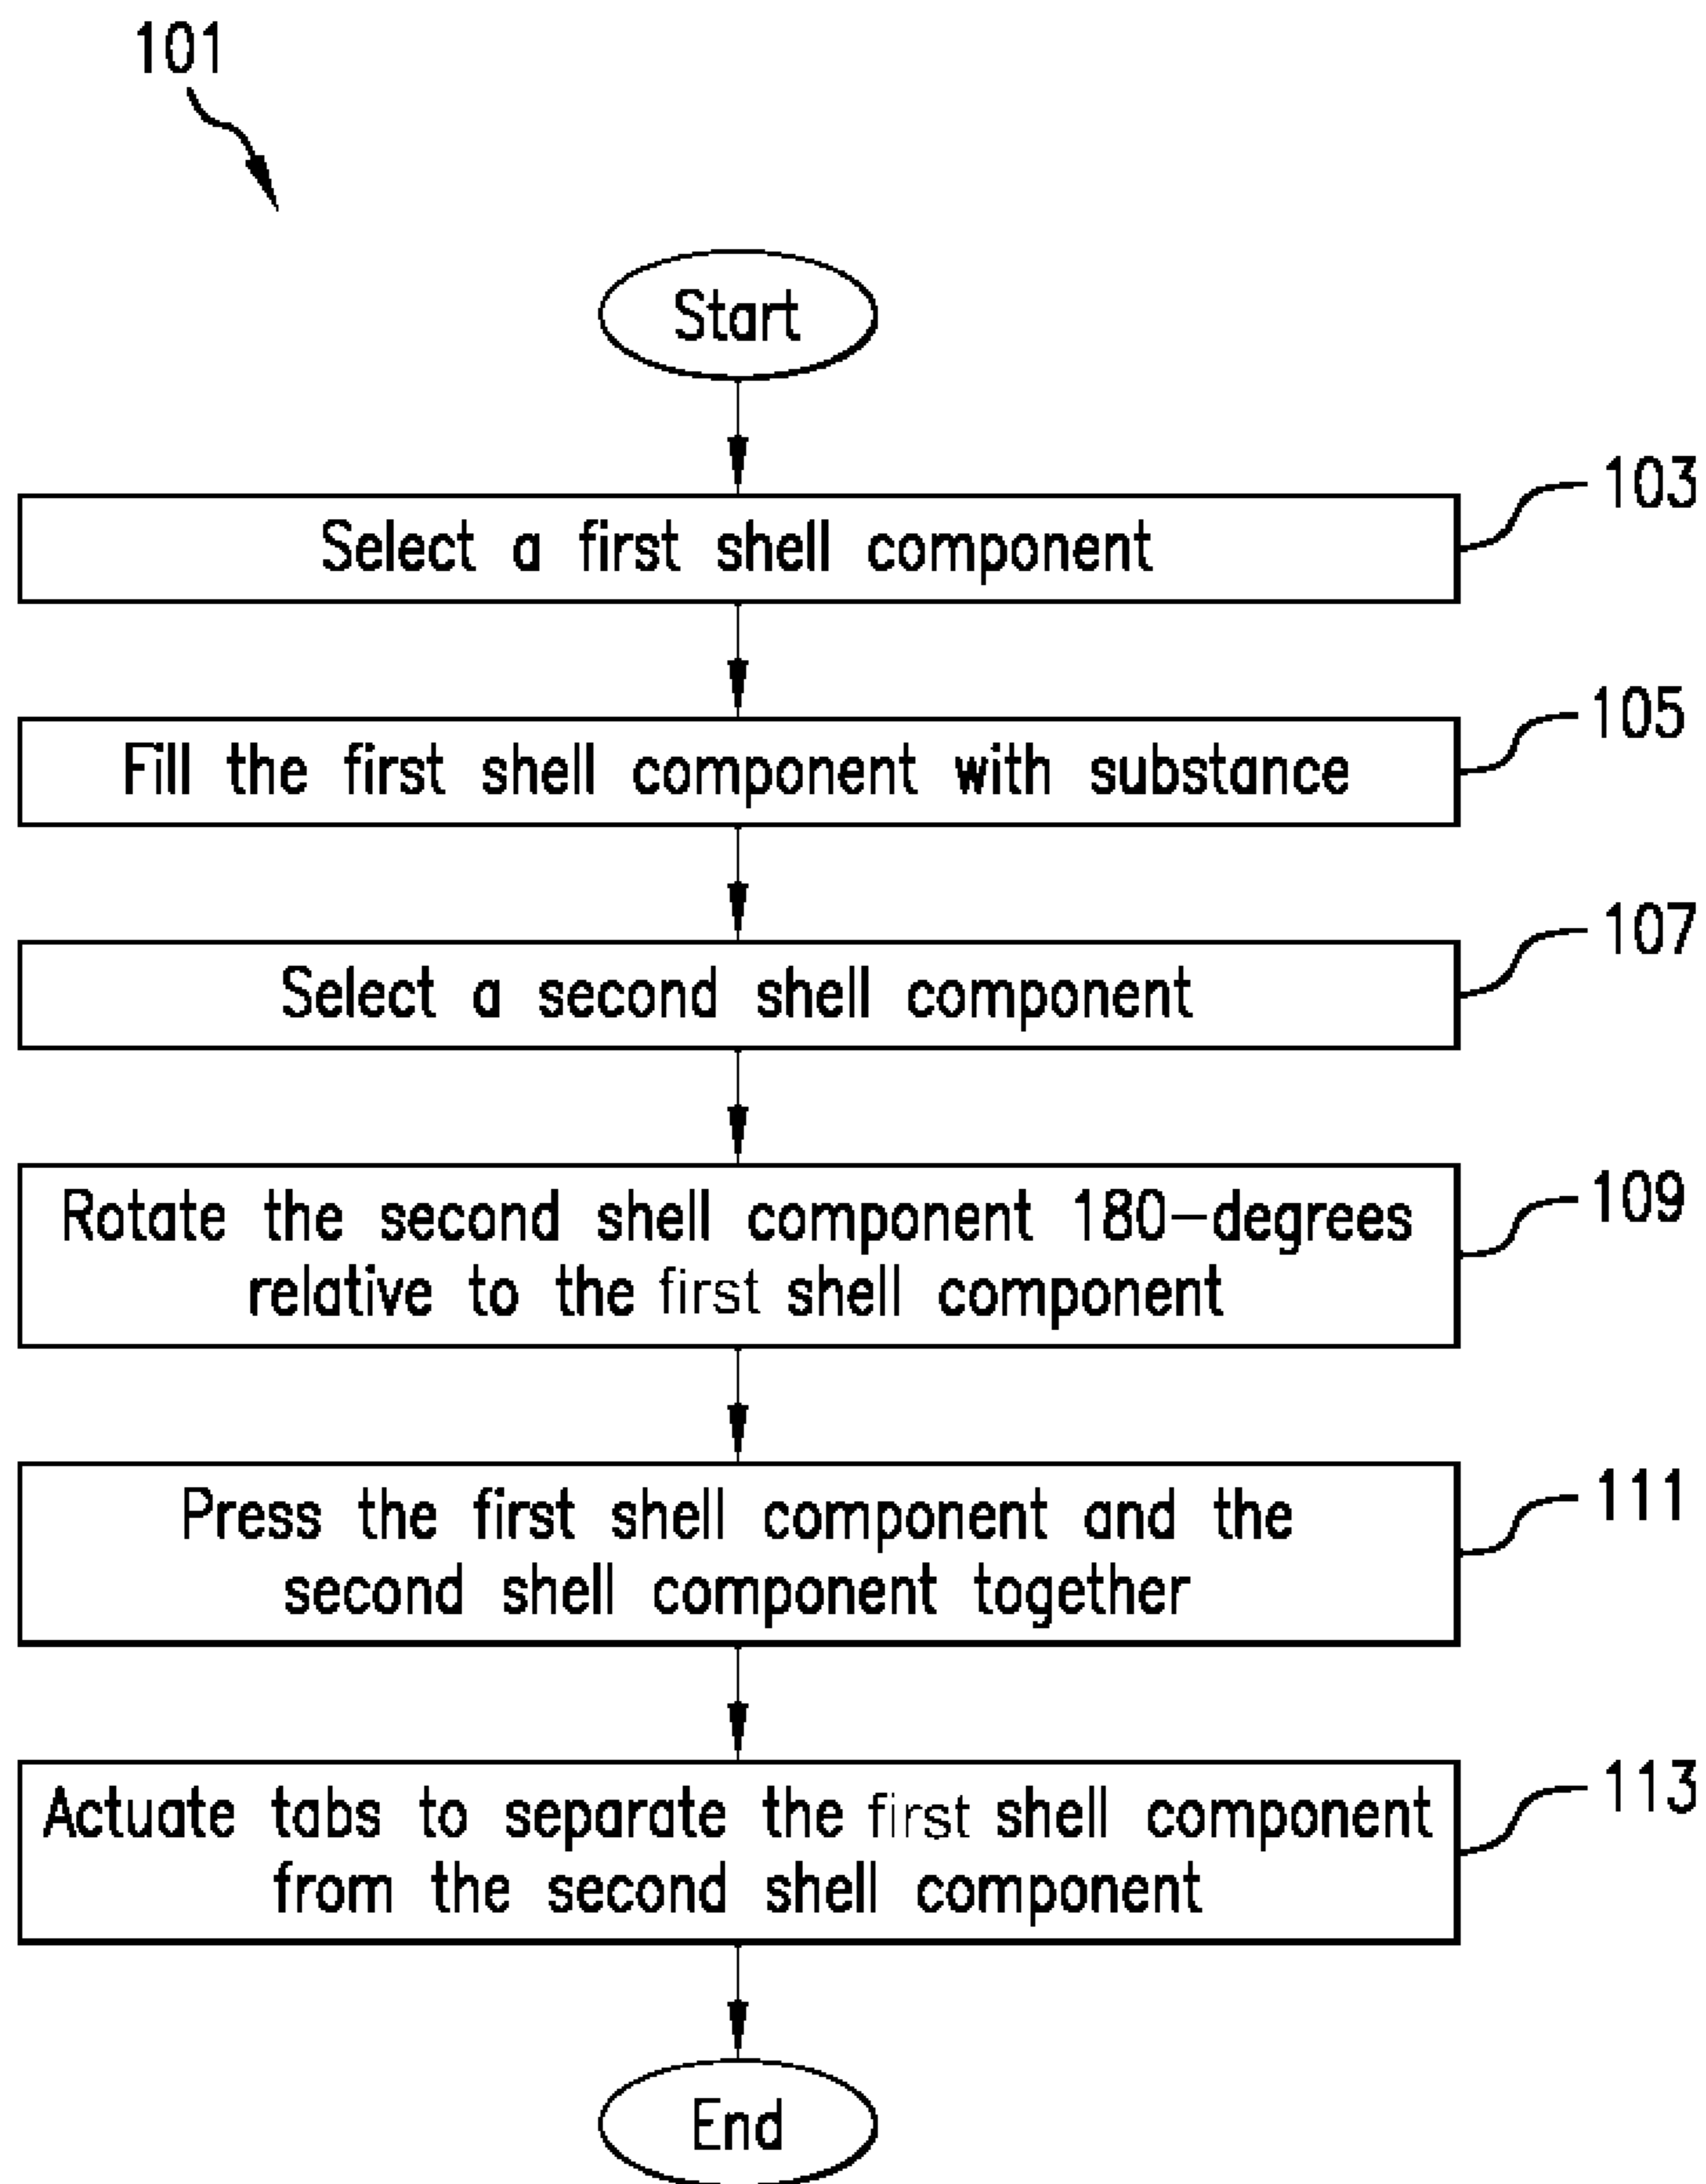 101
Start
103
Select a first shell component
105
Fill the first shell component with substance
107
Select a second shell component
109
Rotate the second shell component 180-degrees
relative to the first shell component
111
Press the first shell component and the
second shell component together
113
Actuate tabs to separate the first shell component
from the second shell component
End